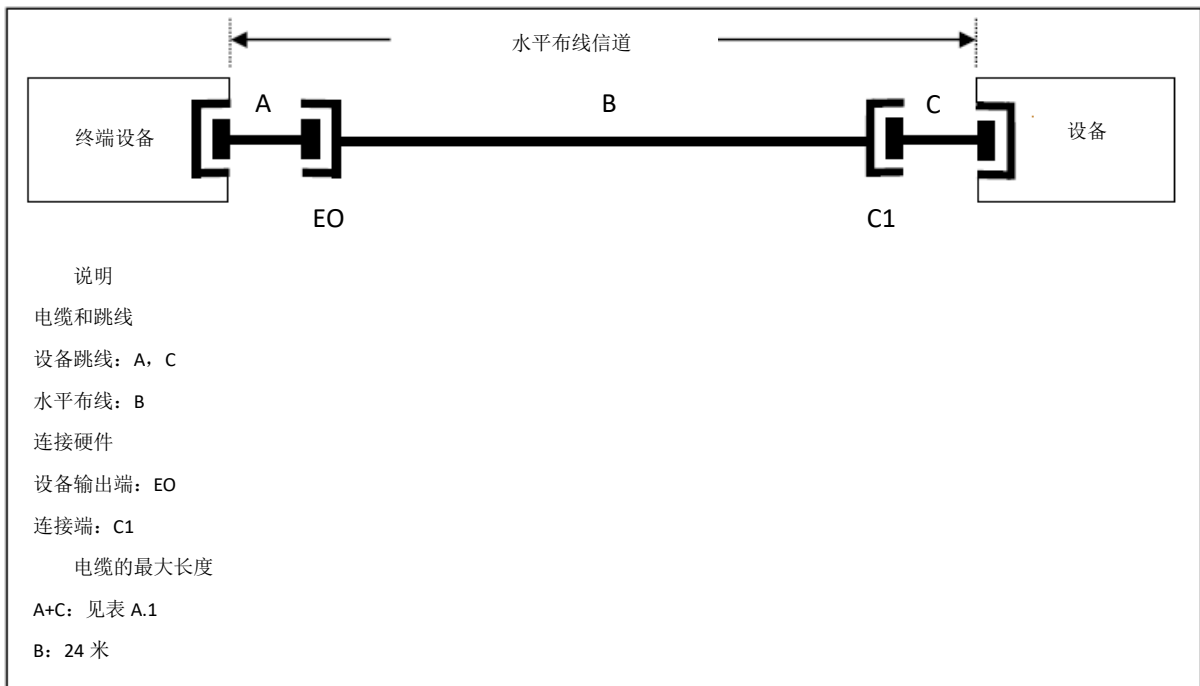 水平布线信道
A
B
C
终端设备
设备
EO
C1
说明
电缆和跳线
设备跳线：A，C
水平布线：B
连接硬件
设备输出端：EO
连接端：C1
电缆的最大长度
A+C：见表 A.1
B：24 米